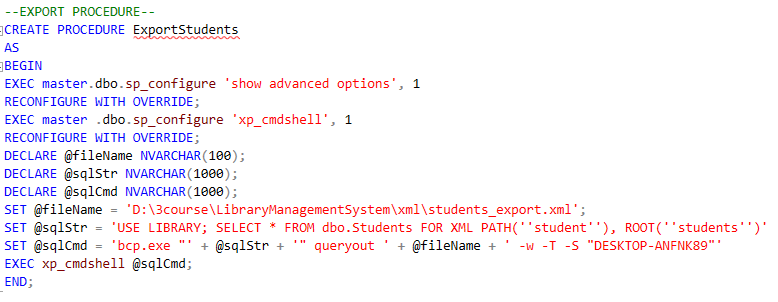 --EXPORT PROCEDURE--
CREATE PROCEDURE ExportStudents
AS
BEGIN
EXEC master.dbo.sp_configure 'show advanced options', 1
RECONFIGURE WITH OVERRIDE;
EXEC master .dbo.sp_configure 'xp_cmdshell', 1
RECONFIGURE WITH OVERRIDE;
DECLARE @fileName NVARCHAR(100);
DECLARE @sqlStr NVARCHAR(1000);
DECLARE @sqlCmd NVARCHAR(1000);
SET @fileName = 'D:\3course\LibraryManagementSystem\xml\students_export.xml';
SET @sqlStr = 'USE LIBRARY; SELECT * FROM dbo.Students FOR XML PATH(''student''), ROOT(''students'')'
SET @sqlCmd = 'bcp.exe "' + @sqlStr + '" queryout ' + @fileName + ' -w -T -S "DESKTOP-ANFNK89"'
EXEC xp_cmdshell @sqlCmd;
END;